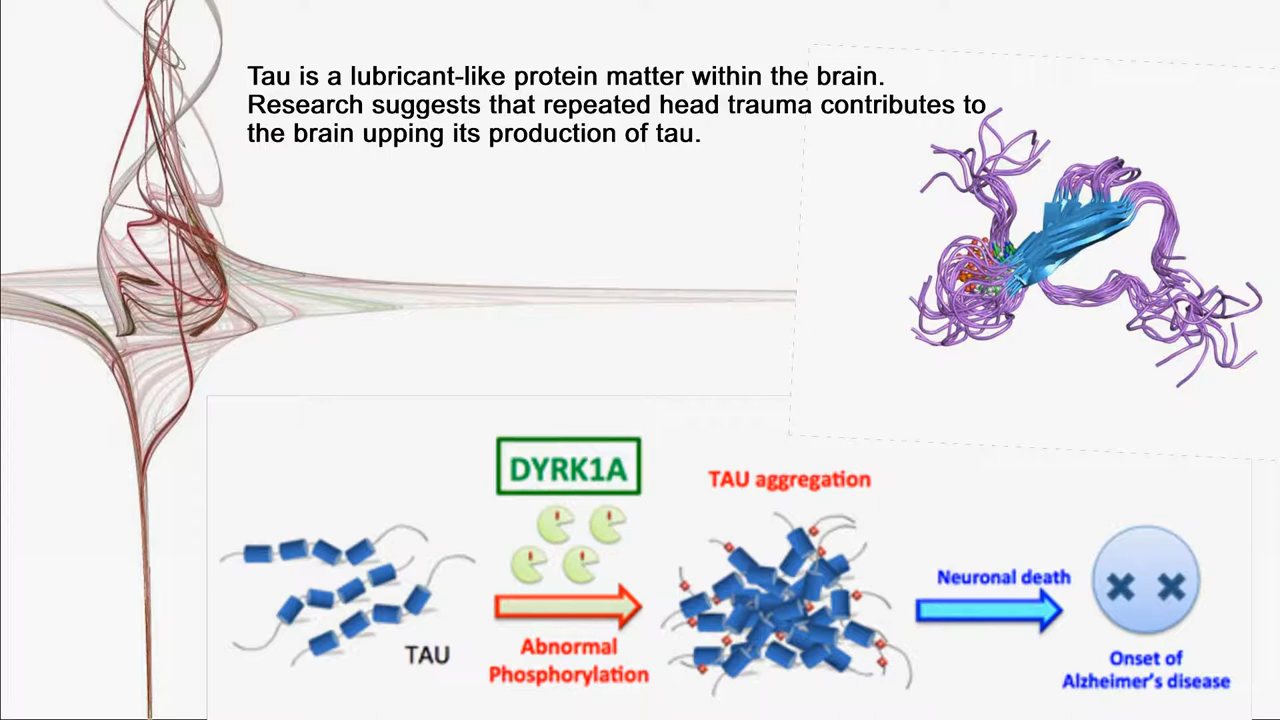 Tau is a lubricant-like protein matter within the brain.
Research suggests that repeated head trauma contributes to
the brain upping its production of tau.
DYRK1A
TAU aggregation
Neuronal death
TAU
Abnormal
Phosphorylation
Onset of
Alzheimer's disease